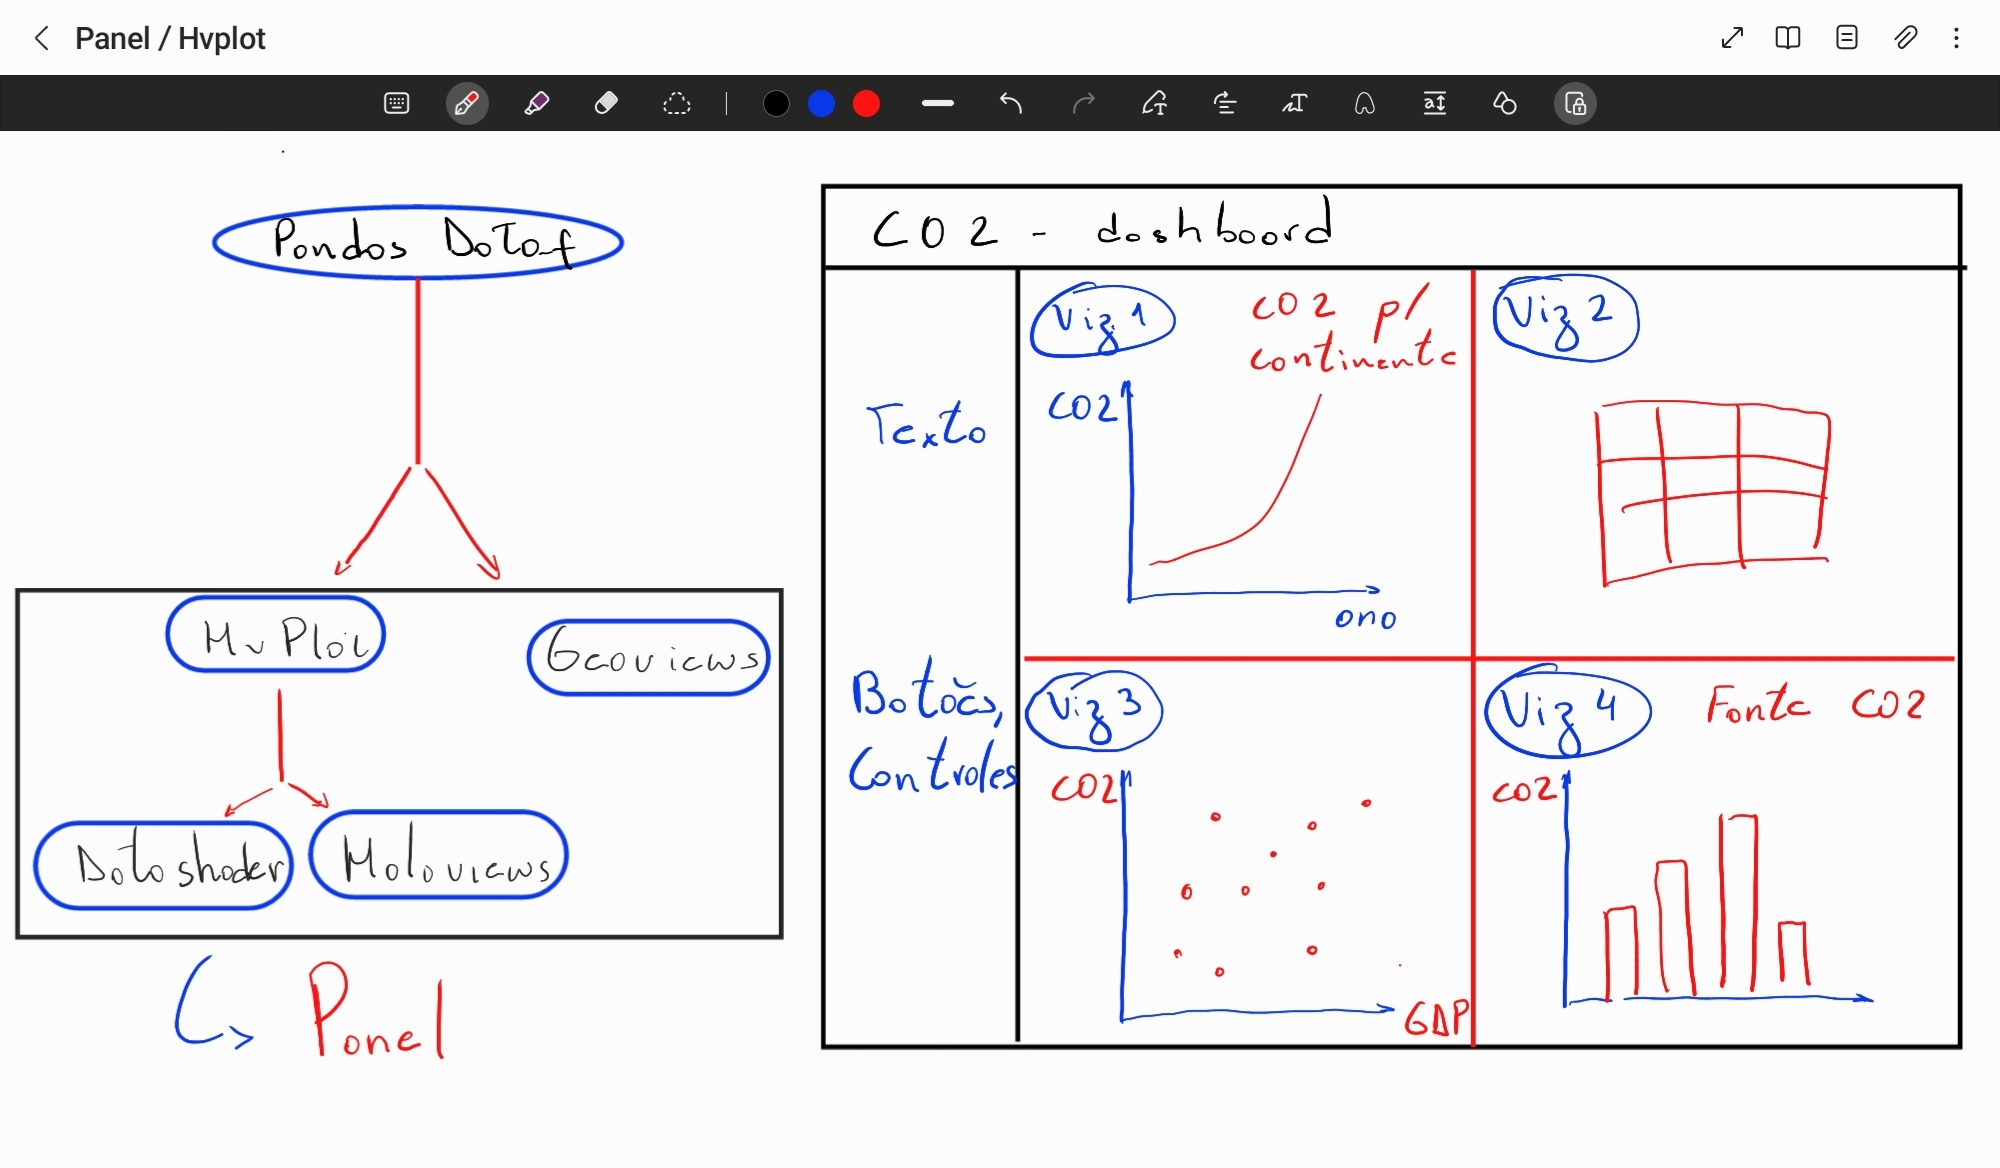 Panel / Hvplot
Pandas Dataf
HvPlot
Geoviews
Datashader
Holoviews
Panel
CO2 - dashboard
Texto
Botões,
Controles
Viz 1
CO2 p/
continente
CO2
ano
Viz 2
Viz 3
CO2
GDP
Viz 4
Fonte CO2
CO2